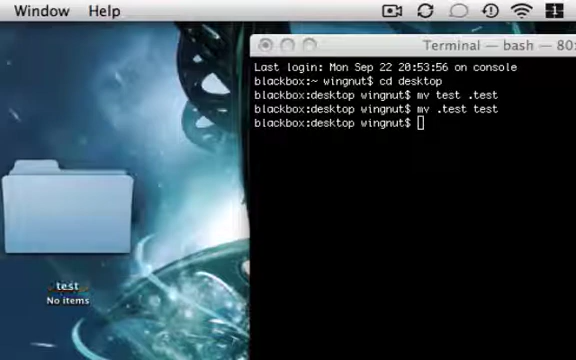 Window Help
Terminal — bash — 80
Last login: Mon Sep 22 20:53:56 on console
blackbox:~ wingnut$ cd desktop
blackbox:desktop wingnut$ mv test .test
blackbox:desktop wingnut$ mv .test test
blackbox:desktop wingnut$
test
No items